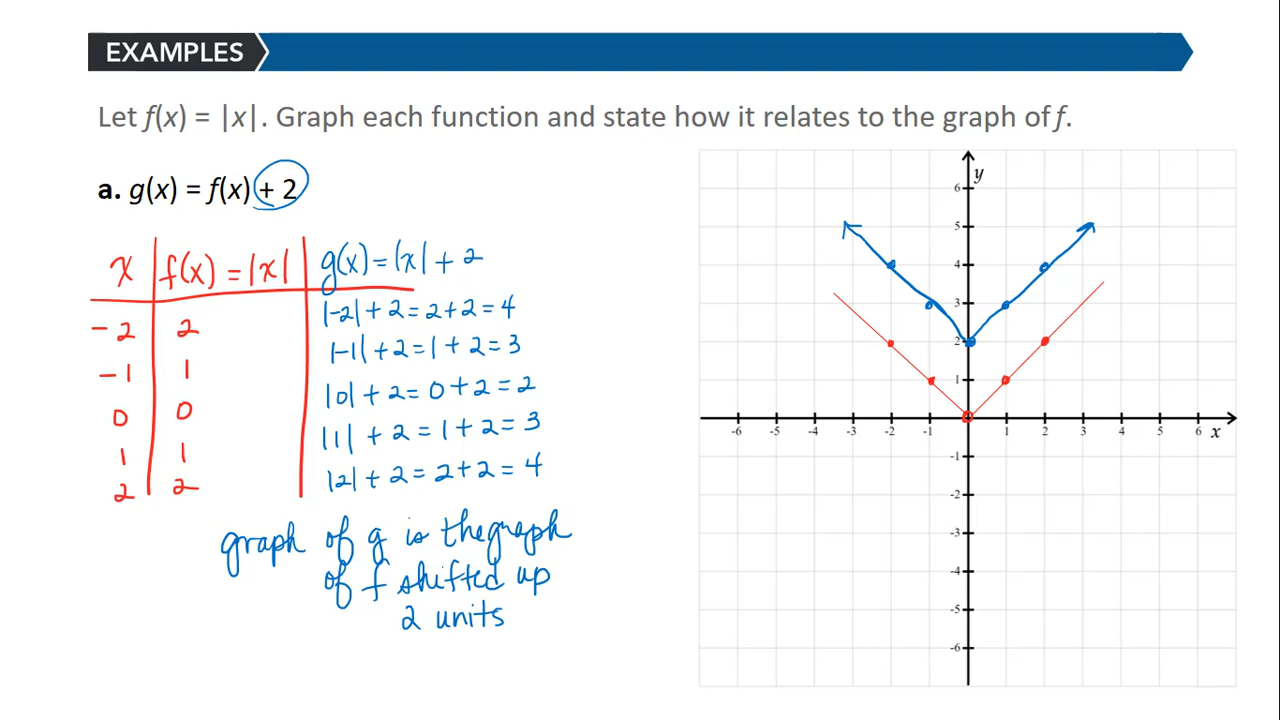 EXAMPLES
Let f(x) = |x|. Graph each function and state how it relates to the graph of f.
a. g(x) = f(x) + 2
x f(x) = |x| g(x) = |x| + 2
-2 2 |-2| + 2 = 2 + 2 = 4
-1 1 |-1| + 2 = 1 + 2 = 3
0 0 |0| + 2 = 0 + 2 = 2
1 1 |1| + 2 = 1 + 2 = 3
2 2 |2| + 2 = 2 + 2 = 4
graph of g is the graph
of f shifted up
2 units
y
6
5
4
3
2
1
-6 -5 -4 -3 -2 -1 1 2 3 4 5 6 x
-1
-2
-3
-4
-5
-6